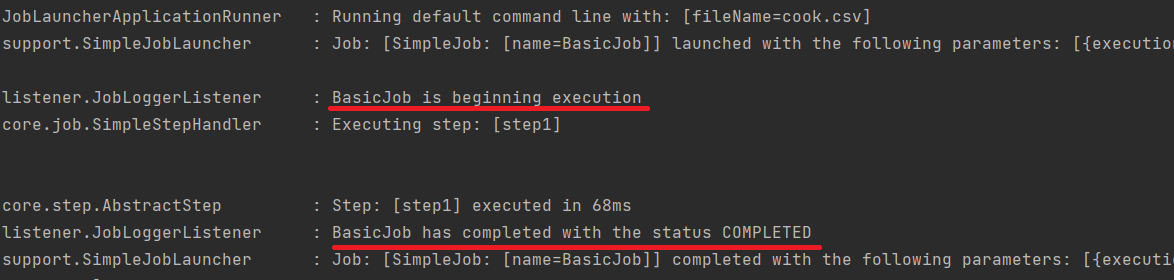 JobLauncherApplicationRunner : Running default command line with: [fileName=cook.csv]
support.SimpleJobLauncher : Job: [SimpleJob: [name=BasicJob]] launched with the following parameters: [{execution
listener.JobLoggerListener : BasicJob is beginning execution
core.job.SimpleStepHandler : Executing step: [step1]
core.step.AbstractStep : Step: [step1] executed in 68ms
listener.JobLoggerListener : BasicJob has completed with the status COMPLETED
support.SimpleJobLauncher : Job: [SimpleJob: [name=BasicJob]] completed with the following parameters: [{execut